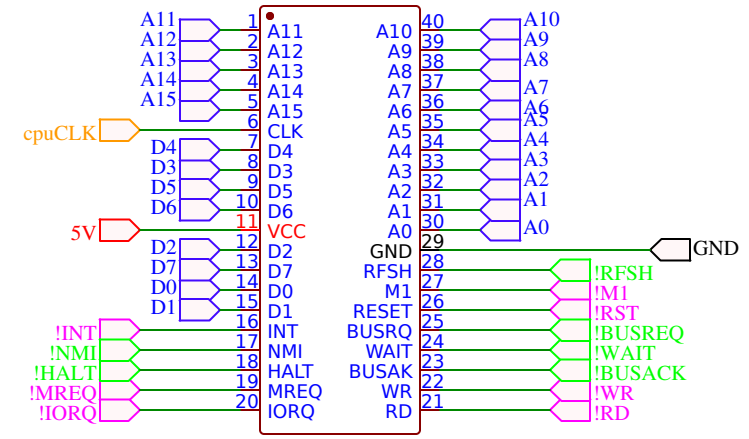 A11 1 A11 A10 40 A10
A12 2 A12 A9 39 A9
A13 3 A13 A8 38 A8
A14 4 A14 A7 37 A7
A15 5 A15 A6 36 A6
cpuCLK 6 CLK A5 35 A5
D4 7 D4 A4 34 A4
D3 8 D3 A3 33 A3
D5 9 D5 A2 32 A2
D6 10 D6 A1 31 A1
5V 11 VCC A0 30 A0
D2 12 D2 GND 29 GND
D7 13 D7 RFSH 28 !RFSH
D0 14 D0 M1 27 !M1
D1 15 D1 RESET 26 !RST
!INT 16 INT BUSRQ 25 !BUSREQ
!NMI 17 NMI WAIT 24 !WAIT
!HALT 18 HALT BUSAK 23 !BUSACK
!MREQ 19 MREQ WR 22 !WR
!IORQ 20 IORQ RD 21 !RD